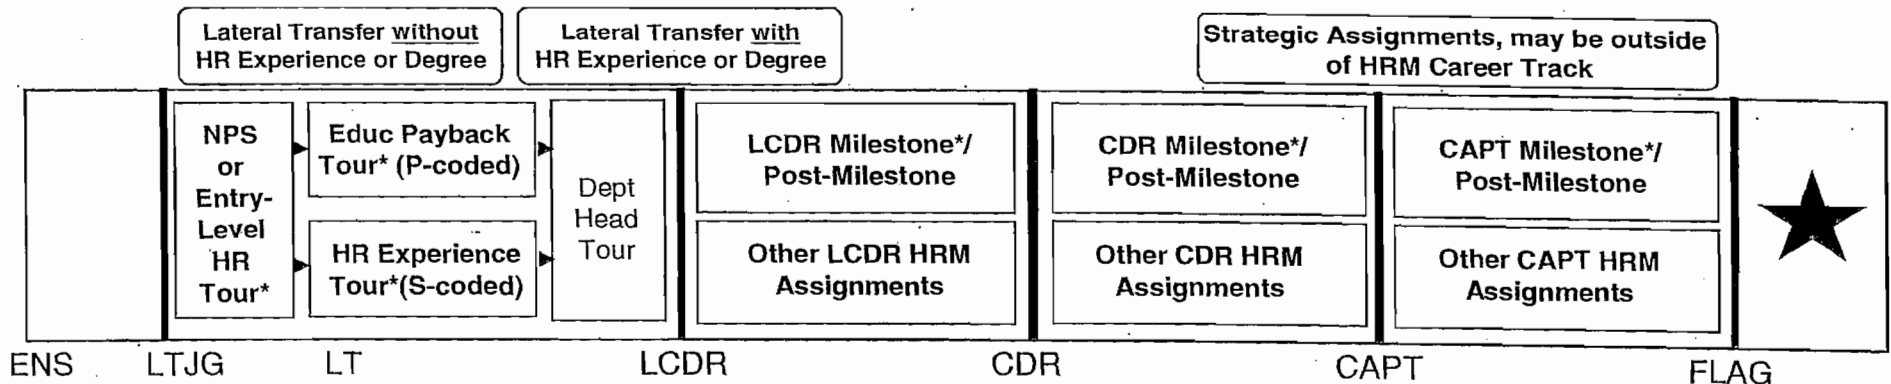 Lateral Transfer without
HR Experience or Degree
Lateral Transfer with
HR Experience or Degree
Strategic Assignments, may be outside
of HRM Career Track
NPS
or
Entry-
Level
HR
Tour*
Educ Payback
Tour* (P-coded)
HR Experience
Tour*(S-coded)
Dept
Head
Tour
LCDR Milestone*/
Post-Milestone
Other LCDR HRM
Assignments
CDR Milestone*/
Post-Milestone
Other CDR HRM
Assignments
CAPT Milestone*/
Post-Milestone
Other CAPT HRM
Assignments
ENS LTJG LT LCDR CDR CAPT FLAG